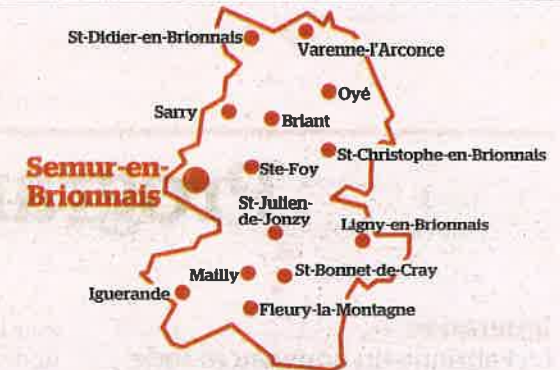 St-Didier-en-Brionnais
Varenne-l'Arconce
Oyé
Sarry
Briant
St-Christophe-en-Brionnais
Ste-Foy
Semur-en-
Brionnais
St-Julien-
de-Jonzy
Ligny-en-Brionnais
Mailly
St-Bonnet-de-Cray
Iguerande
Fleury-la-Montagne